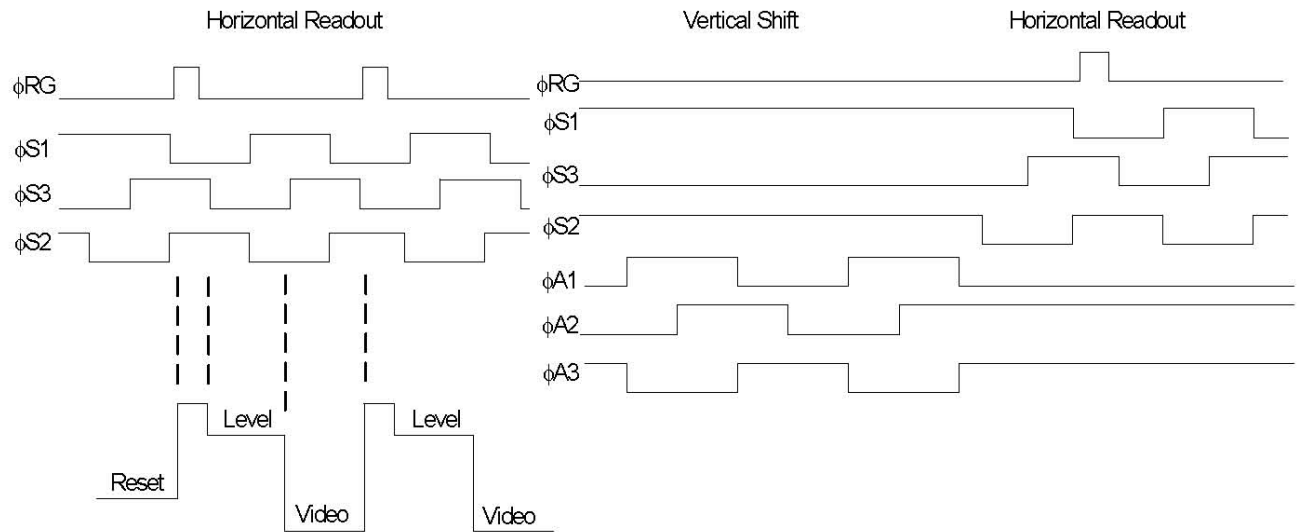 Horizontal Readout
ϕRG
ϕS1
ϕS3
ϕS2
Level
Level
Reset
Video
Video
Vertical Shift
Horizontal Readout
ϕRG
ϕS1
ϕS3
ϕS2
ϕA1
ϕA2
ϕA3